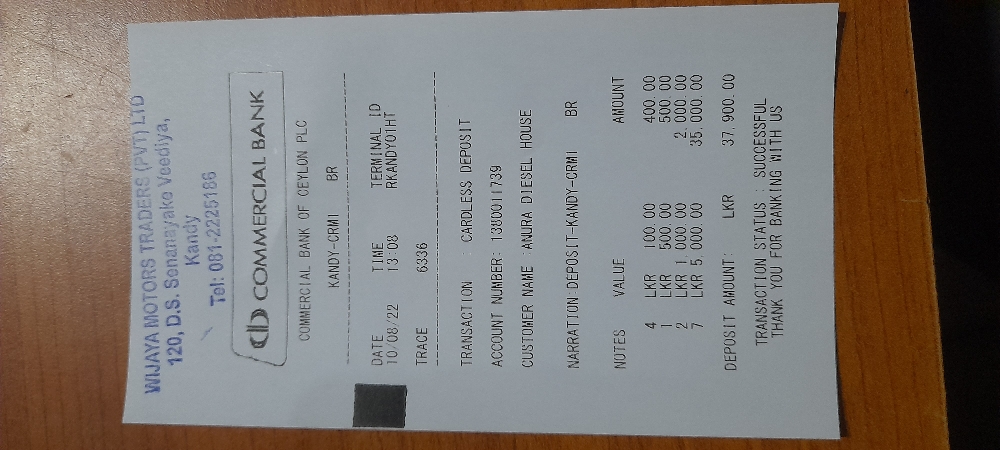 WIJAYA MOTORS TRADERS (PVT) LTD
120, D.S. Senanayake Veediya,
Kandy
Tel: 081-2225186
COMMERCIAL BANK
COMMERCIAL BANK OF CEYLON PLC
KANDY-CRM1 BR
DATE TIME TERMINAL ID
10/08/22 13:08 RKANDY01HT
TRACE 6336
TRANSACTION : CARDLESS DEPOSIT
ACCOUNT NUMBER: 1380011739
CUSTOMER NAME :ANURA DIESEL HOUSE
NARRATION:DEPOSIT-KANDY-CRM1 BR
NOTES VALUE AMOUNT
4 LKR 100.00 400.00
1 LKR 500.00 500.00
2 LKR 1 000.00 2 000.00
7 LKR 5,000.00 35,000.00
DEPOSIT AMOUNT: LKR 37,900.00
TRANSACTION STATUS : SUCCESSFUL
THANK YOU FOR BANKING WITH US